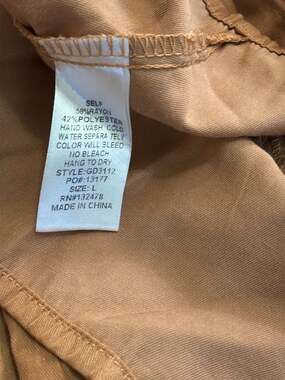 SELF
58%RAYON
42%POLYESTER
HAND WASH COLD
WATER SEPARATELY
COLOR WILL BLEED
NO BLEACH
HANG TO DRY
STYLE:GD3112
PO#:13177
SIZE: L
RN#132478
MADE IN CHINA